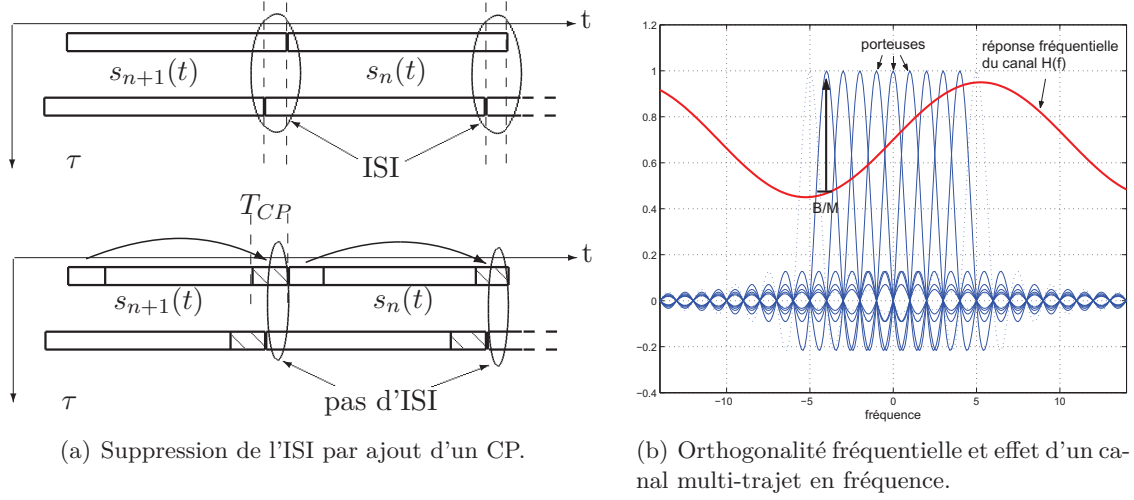 t
s_{n+1}(t)
s_n(t)
τ
ISI
T_{CP}
t
s_{n+1}(t)
s_n(t)
τ
pas d'ISI
(a) Suppression de l'ISI par ajout d'un CP.
1.2
1
0.8
0.6
0.4
0.2
0
−0.2
−0.4
porteuses
réponse fréquentielle
du canal H(f)
B/M
−10
−5
0
5
10
fréquence
(b) Orthogonalité fréquentielle et effet d'un ca-
nal multi-trajet en fréquence.